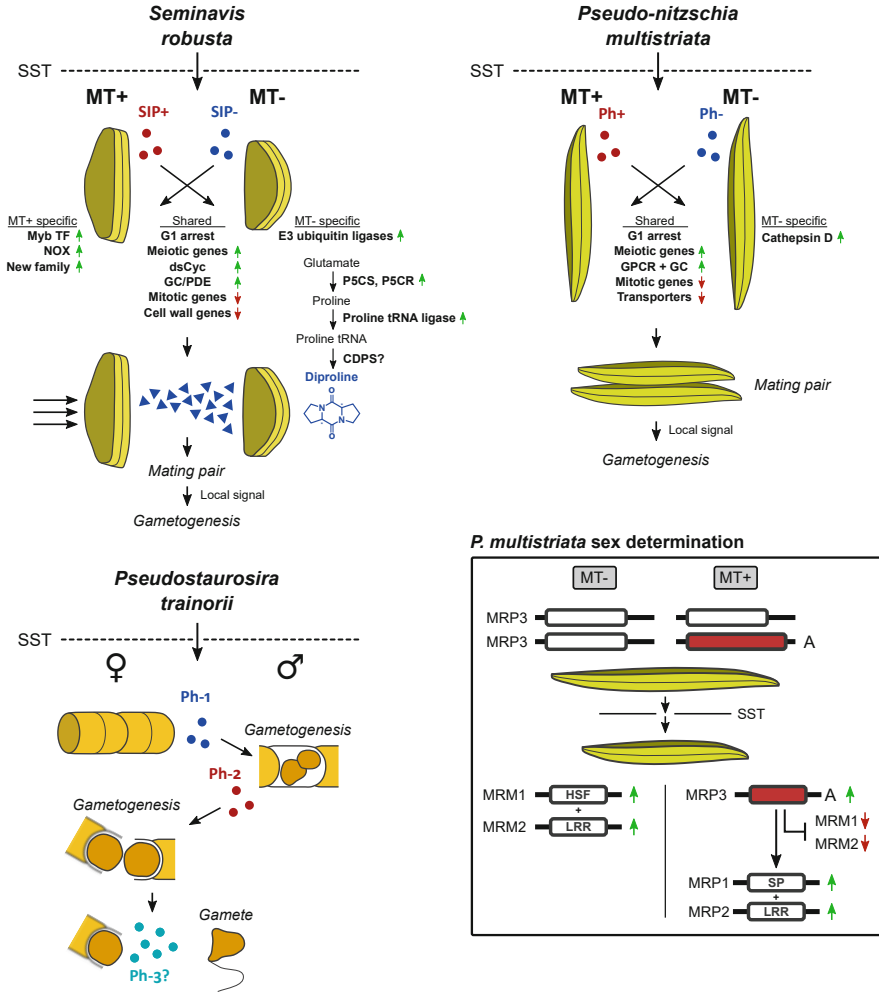 Seminavis
robusta
SST
MT+
MT-
SIP+
SIP-
MT+ specific
Myb TF
NOX
New family
Shared
G1 arrest
Meiotic genes
dsCyc
GC/PDE
Mitotic genes
Cell wall genes
MT- specific
E3 ubiquitin ligases
Glutamate
P5CS, P5CR
Proline
Proline tRNA ligase
Proline tRNA
CDPS?
Diproline
O
N
N
O
Mating pair
Local signal
Gametogenesis
Pseudo-nitzschia
multistriata
SST
MT+
MT-
Ph+
Ph-
Shared
G1 arrest
Meiotic genes
GPCR + GC
Mitotic genes
Transporters
MT- specific
Cathepsin D
Mating pair
Local signal
Gametogenesis
Pseudostaurosira
trainorii
SST
♀
♂
Ph-1
Gametogenesis
Ph-2
Gametogenesis
Gamete
Ph-3?
P. multistriata sex determination
MT-
MT+
MRP3
MRP3
A
SST
MRM1
HSF
+
MRM2
LRR
MRP3
A
MRM1
MRM2
MRP1
SP
+
MRP2
LRR